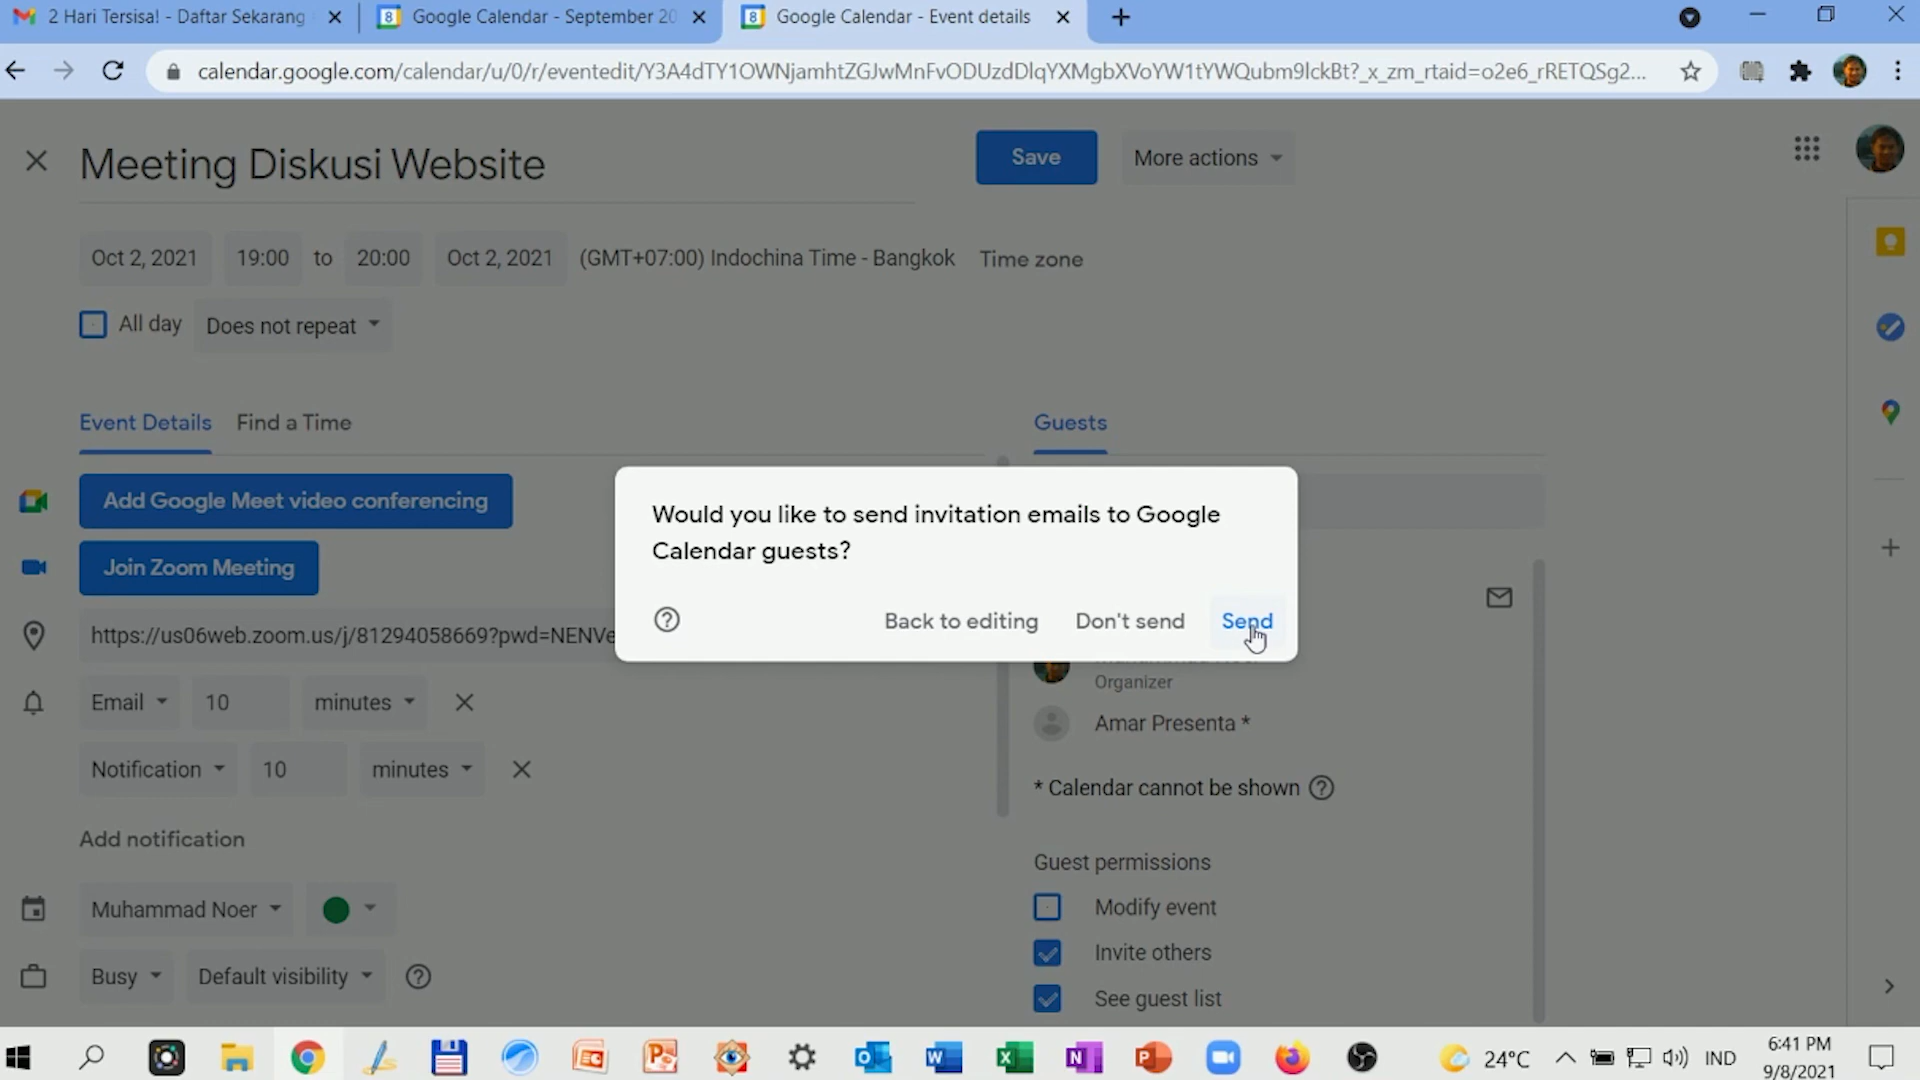 2 Hari Tersisa! - Daftar Sekarang
Google Calendar - September 20
Google Calendar - Event details
calendar.google.com/calendar/u/0/r/eventedit/Y3A4dTY1OWNjamhtZGJwMnFvODUzdDlqYXMgbXVoYW1tYWQubm9lckBt?_x_zm_rtaid=o2e6_rRETQSg2...
Meeting Diskusi Website
Save
More actions
Oct 2, 2021 19:00 to 20:00 Oct 2, 2021 (GMT+07:00) Indochina Time - Bangkok Time zone
All day Does not repeat
Event Details Find a Time
Guests
Add Google Meet video conferencing
Join Zoom Meeting
https://us06web.zoom.us/j/81294058669?pwd=NENVe
Would you like to send invitation emails to Google
Calendar guests?
Back to editing Don't send Send
Organizer
Amar Presenta *
* Calendar cannot be shown
Email 10 minutes
Notification 10 minutes
Add notification
Muhammad Noer
Busy Default visibility
Guest permissions
Modify event
Invite others
See guest list
24°C
IND
6:41 PM
9/8/2021